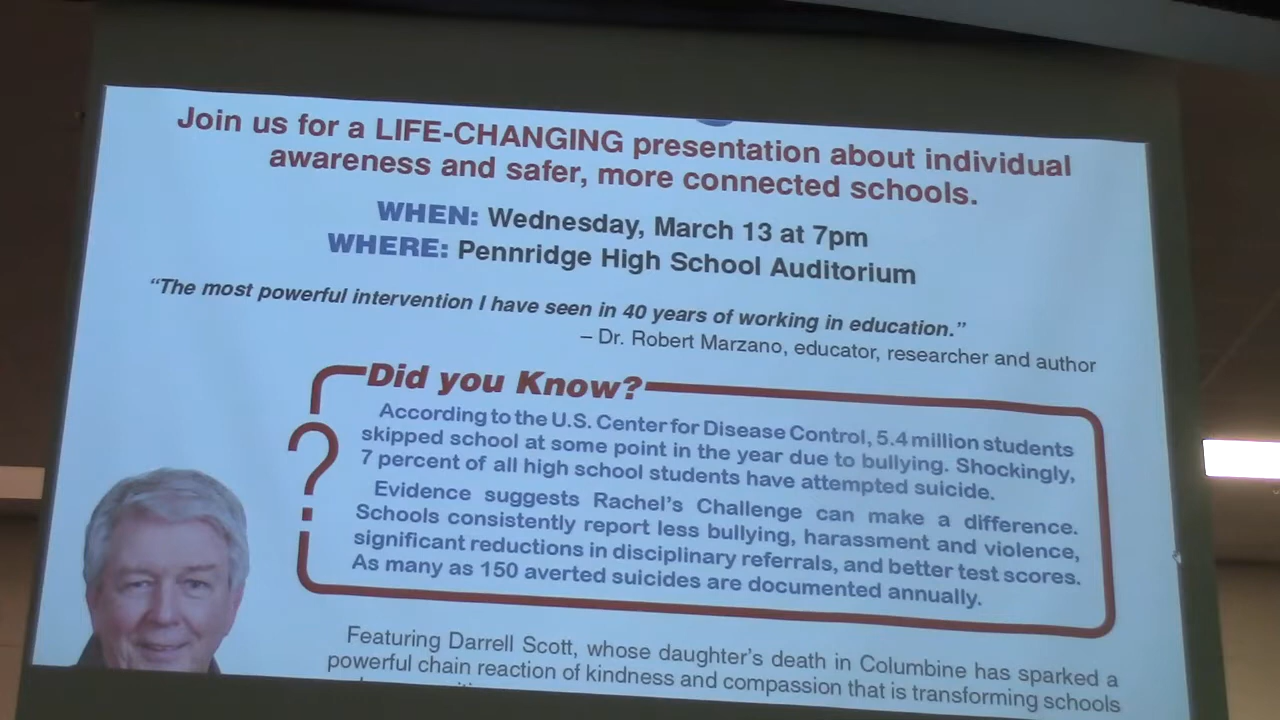 Join us for a LIFE-CHANGING presentation about individual
awareness and safer, more connected schools.
WHEN: Wednesday, March 13 at 7pm
WHERE: Pennridge High School Auditorium
“The most powerful intervention I have seen in 40 years of working in education.”
– Dr. Robert Marzano, educator, researcher and author
Did you Know?
According to the U.S. Center for Disease Control, 5.4 million students
skipped school at some point in the year due to bullying. Shockingly,
7 percent of all high school students have attempted suicide.
Evidence suggests Rachel’s Challenge can make a difference.
Schools consistently report less bullying, harassment and violence,
significant reductions in disciplinary referrals, and better test scores.
As many as 150 averted suicides are documented annually.
Featuring Darrell Scott, whose daughter’s death in Columbine has sparked a
powerful chain reaction of kindness and compassion that is transforming schools